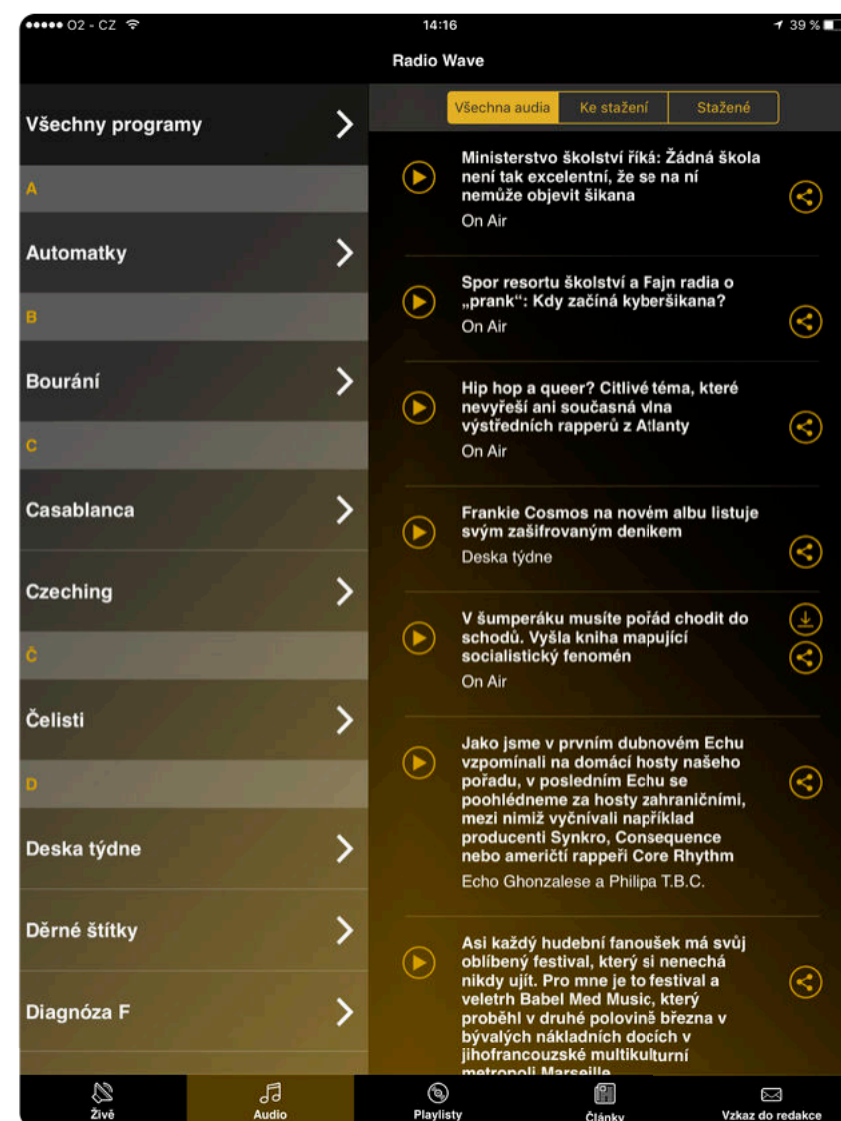 O2 - CZ 14:16 39 %
Radio Wave
Všechny programy
A
Automatky
B
Bourání
C
Casablanca
Czeching
Č
Čelisti
D
Deska týdne
Děrné štítky
Diagnóza F
Všechna audia Ke stažení Stažené
Ministerstvo školství říká: Žádná škola
není tak excelentní, že se na ní
nemůže objevit šikana
On Air
Spor resortu školství a Fajn radia o
„prank“: Kdy začíná kyberšikana?
On Air
Hip hop a queer? Citlivé téma, které
nevyřeší ani současná vlna
výstředních rapperů z Atlanty
On Air
Frankie Cosmos na novém albu listuje
svým zašifrovaným deníkem
Deska týdne
V šumperáku musíte pořád chodit do
schodů. Vyšla kniha mapující
socialistický fenomén
On Air
Jako jsme v prvním dubnovém Echu
vzpomínali na domácí hosty našeho
pořadu, v posledním Echu se
poohlédneme za hosty zahraničními,
mezi nimiž vyčnívali například
producenti Synkro, Consequence
nebo američtí rappeři Core Rhythm
Echo Ghonzalese a Philipa T.B.C.
Asi každý hudební fanoušek má svůj
oblíbený festival, který si nenechá
nikdy ujít. Pro mne je to festival a
veletrh Babel Med Music, který
proběhl v druhé polovině března v
bývalých nákladních docích v
jihofrancouzské multikulturní
metropoli Marseille
Živě Audio Playlisty Články Vzkaz do redakce